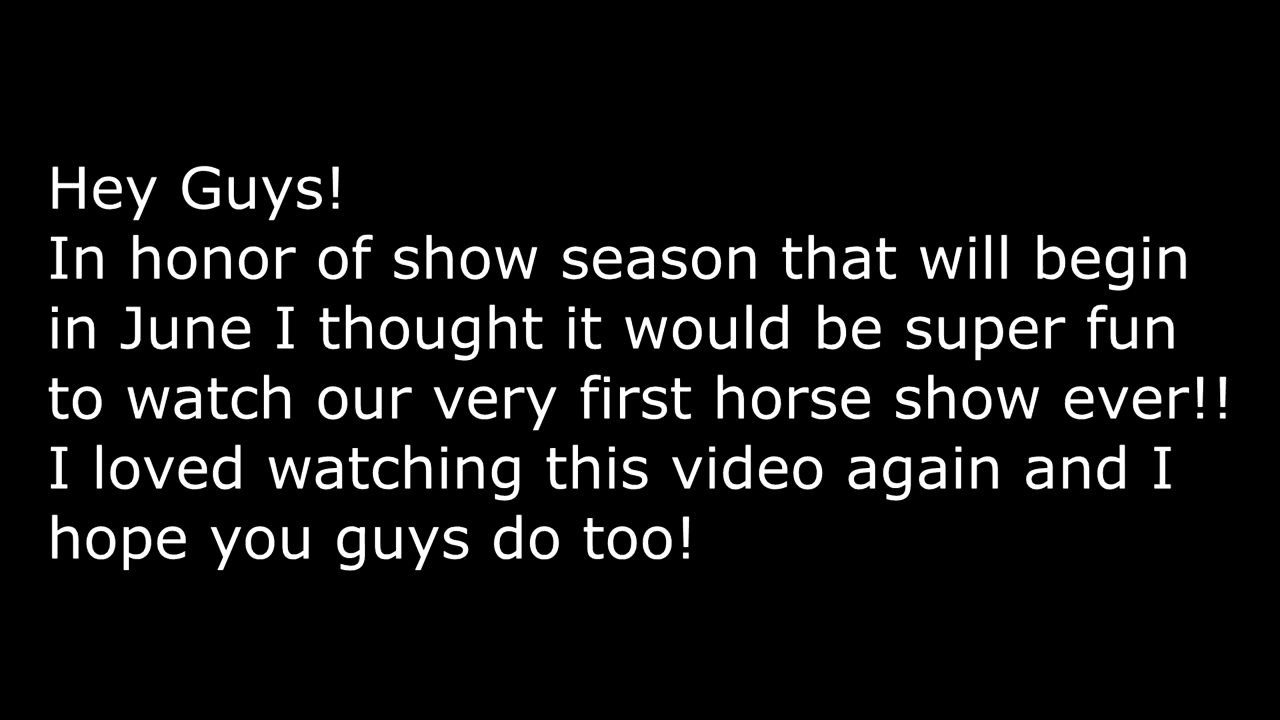 Hey Guys!
In honor of show season that will begin
in June I thought it would be super fun
to watch our very first horse show ever!!
I loved watching this video again and I
hope you guys do too!